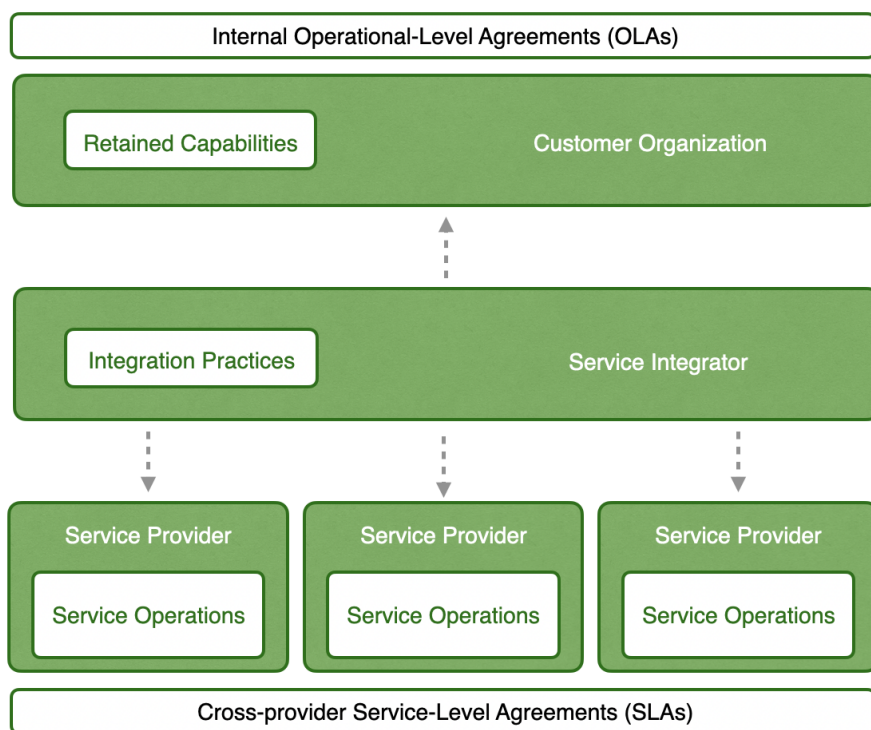 Internal Operational-Level Agreements (OLAs)
Retained Capabilities
Customer Organization
Integration Practices
Service Integrator
Service Provider
Service Provider
Service Provider
Service Operations
Service Operations
Service Operations
Cross-provider Service-Level Agreements (SLAs)